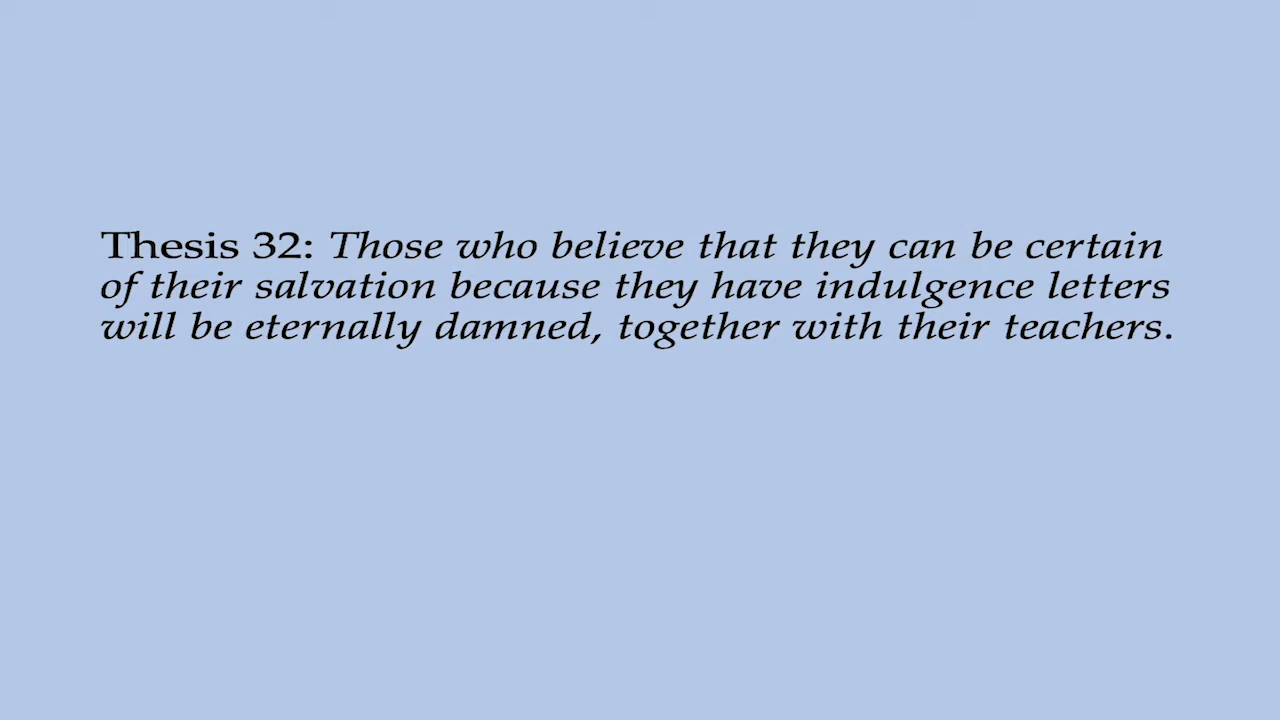 Thesis 32: Those who believe that they can be certain
of their salvation because they have indulgence letters
will be eternally damned, together with their teachers.